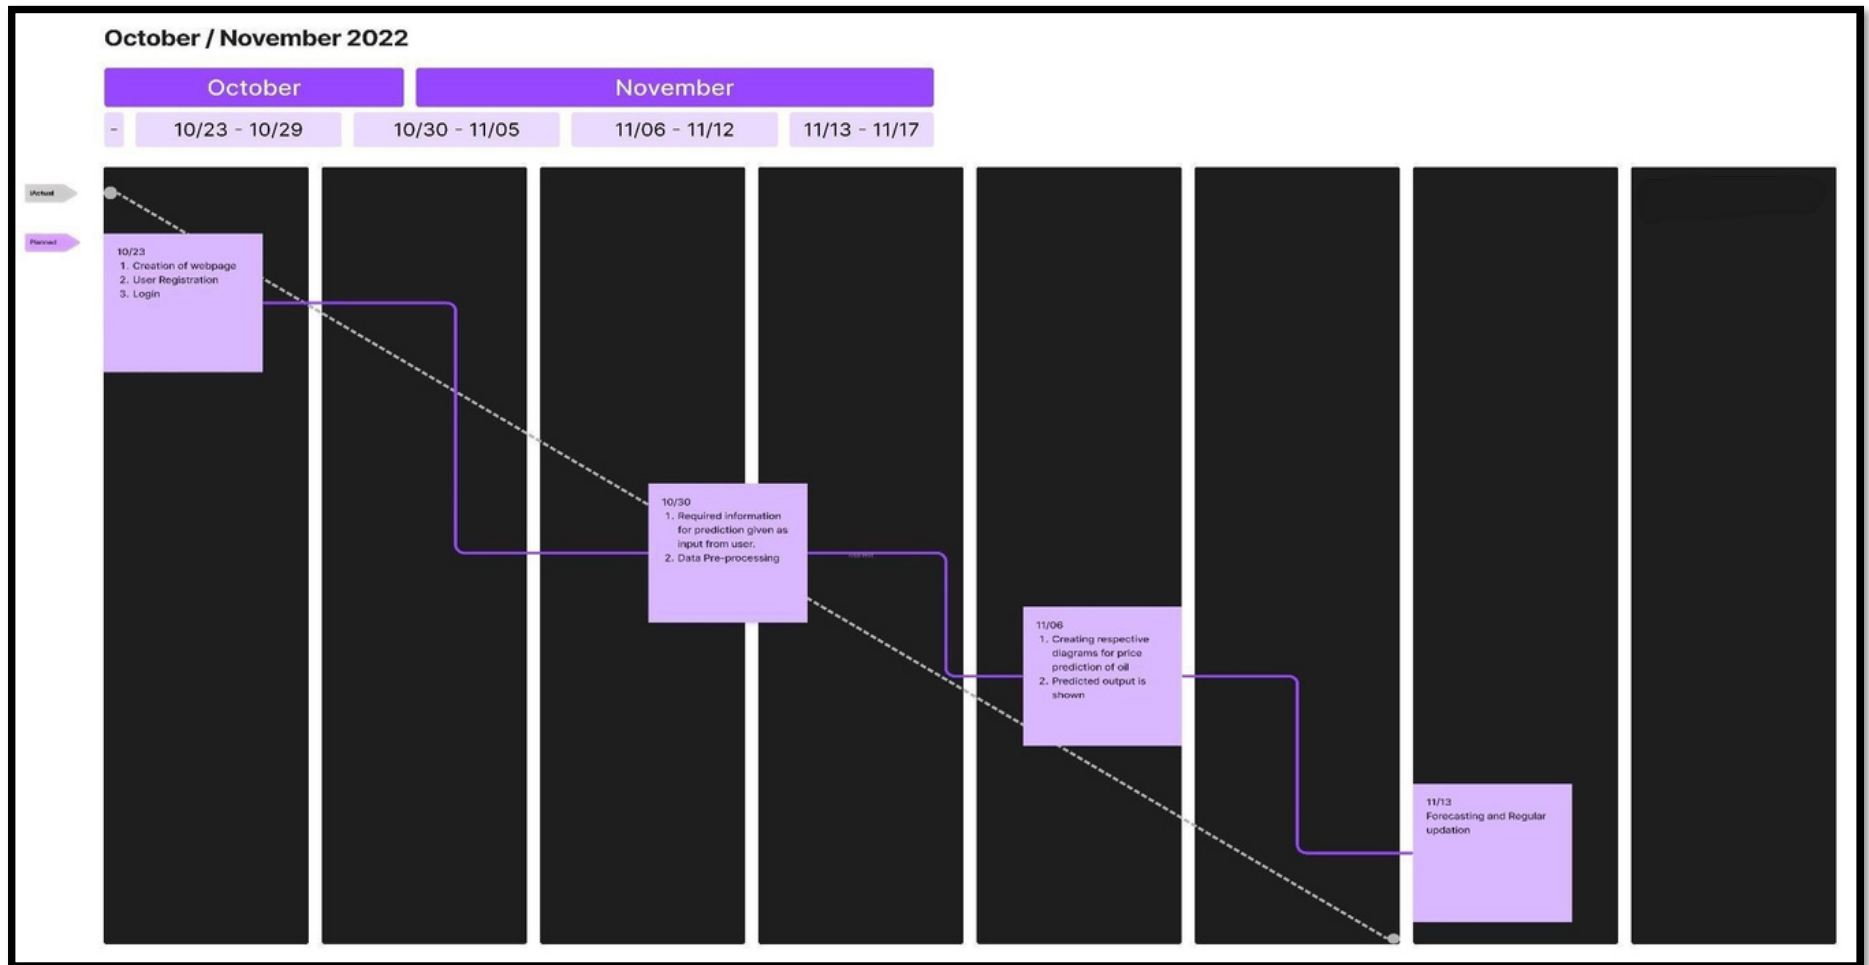 October / November 2022
October November
- 10/23 - 10/29 10/30 - 11/05 11/06 - 11/12 11/13 - 11/17
Planned
10/23
1. Creation of webpage
2. User Registration
3. Login
10/30
1. Required information
for prediction given as
input from user.
2. Data Pre-processing
11/06
1. Creating respective
diagrams for price
prediction of oil
2. Predicted output is
shown
11/13
Forecasting and Regular
updation